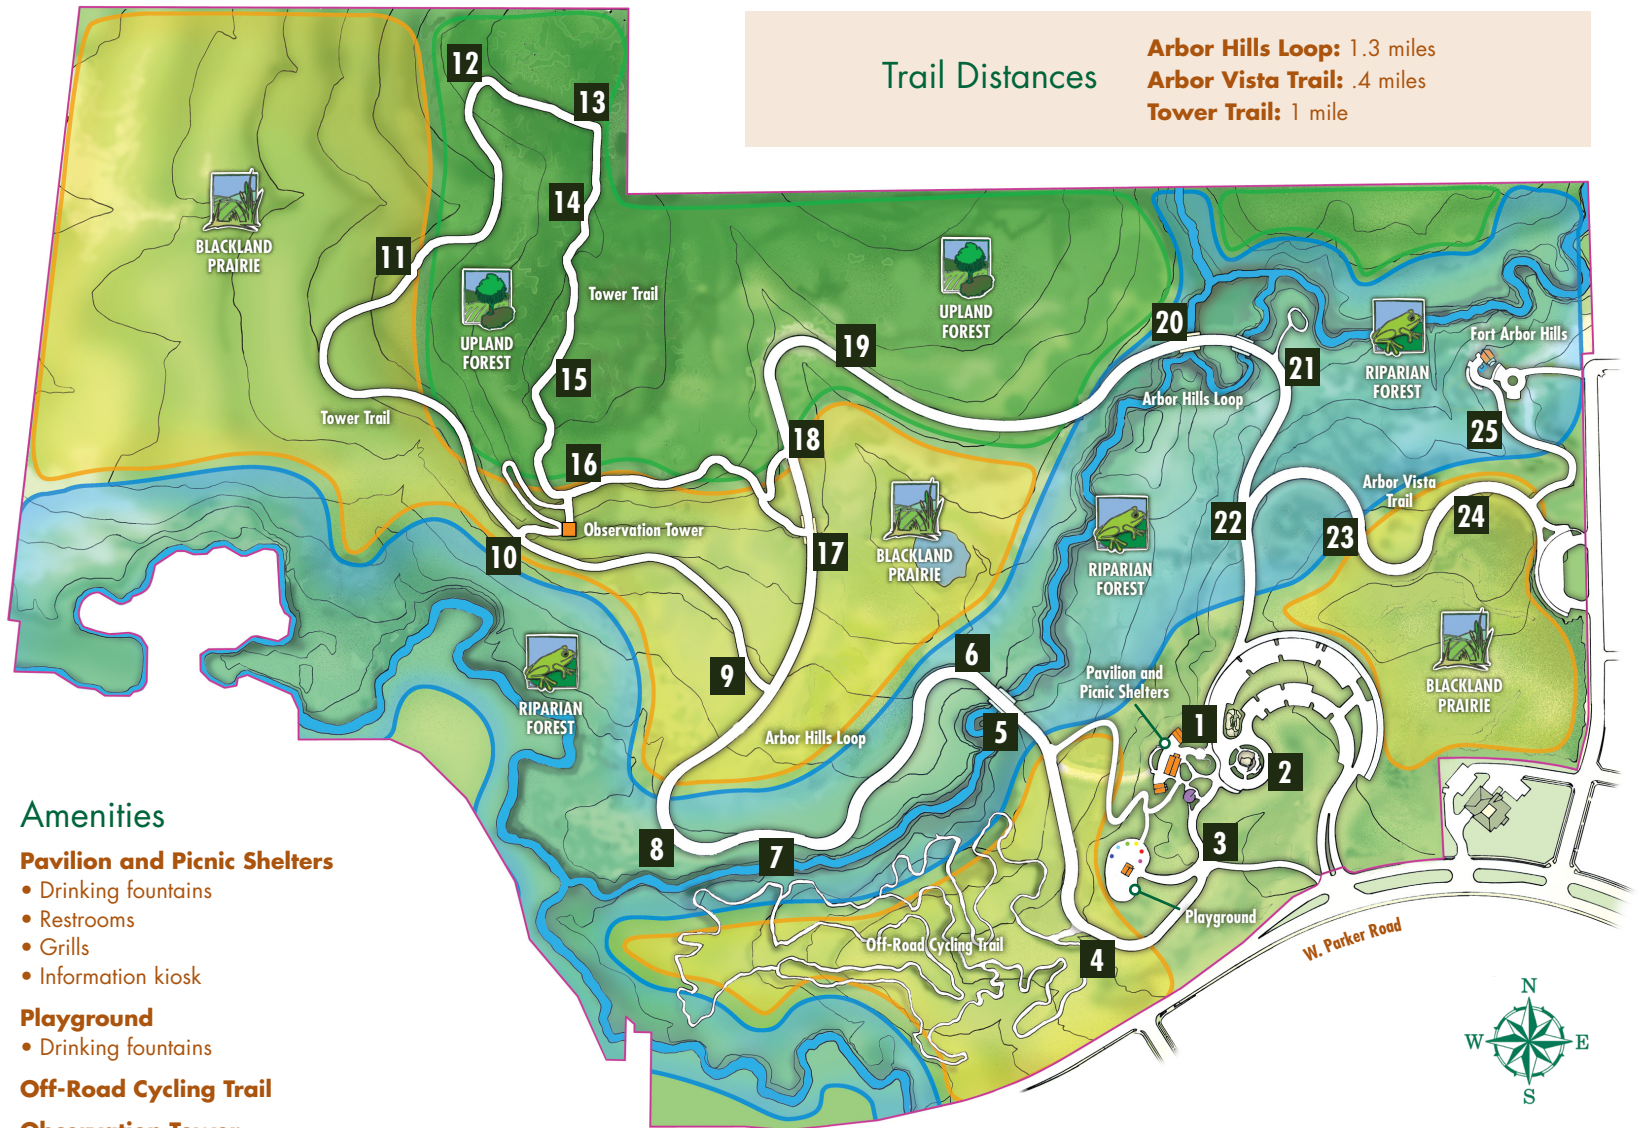 Trail Distances
Arbor Hills Loop: 1.3 miles
Arbor Vista Trail: .4 miles
Tower Trail: 1 mile
12
13
14
BLACKLAND
PRAIRIE
11
UPLAND
FOREST
Tower Trail
UPLAND
FOREST
20
19
21
RIPARIAN
FOREST
Fort Arbor Hills
15
Arbor Hills Loop
Tower Trail
18
25
16
Arbor Vista
Trail
24
Observation Tower
10
17
BLACKLAND
PRAIRIE
22
23
RIPARIAN
FOREST
6
9
Pavilion and
Picnic Shelters
BLACKLAND
PRAIRIE
RIPARIAN
FOREST
Arbor Hills Loop
5
1
2
8
7
3
Playground
Off-Road Cycling Trail
4
W. Parker Road
Amenities
Pavilion and Picnic Shelters
• Drinking fountains
• Restrooms
• Grills
• Information kiosk
Playground
• Drinking fountains
Off-Road Cycling Trail
Observation Tower
N
W E
S